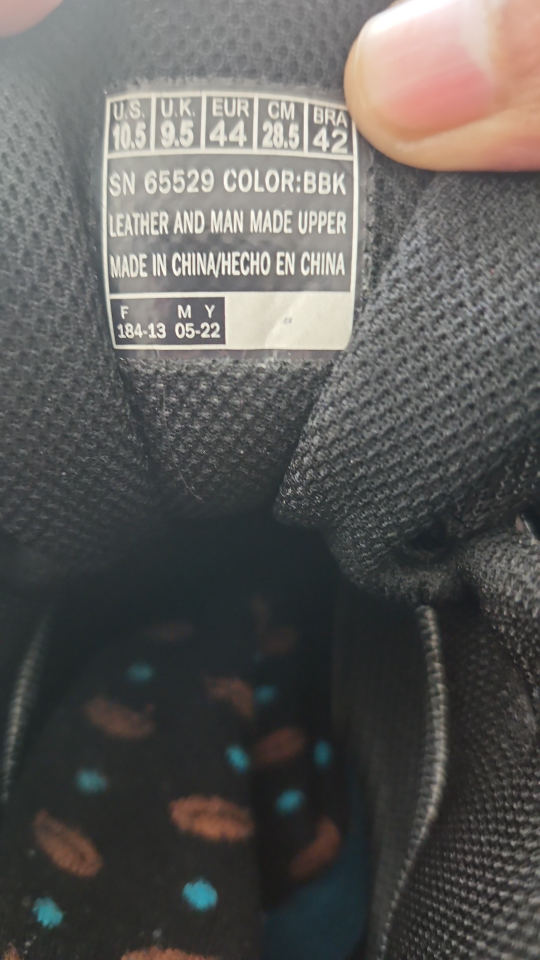 U.S. U.K. EUR CM BRA
10.5 9.5 44 28.5 42
SN 65529 COLOR:BBK
LEATHER AND MAN MADE UPPER
MADE IN CHINA/HECHO EN CHINA
F M Y
184-13 05-22